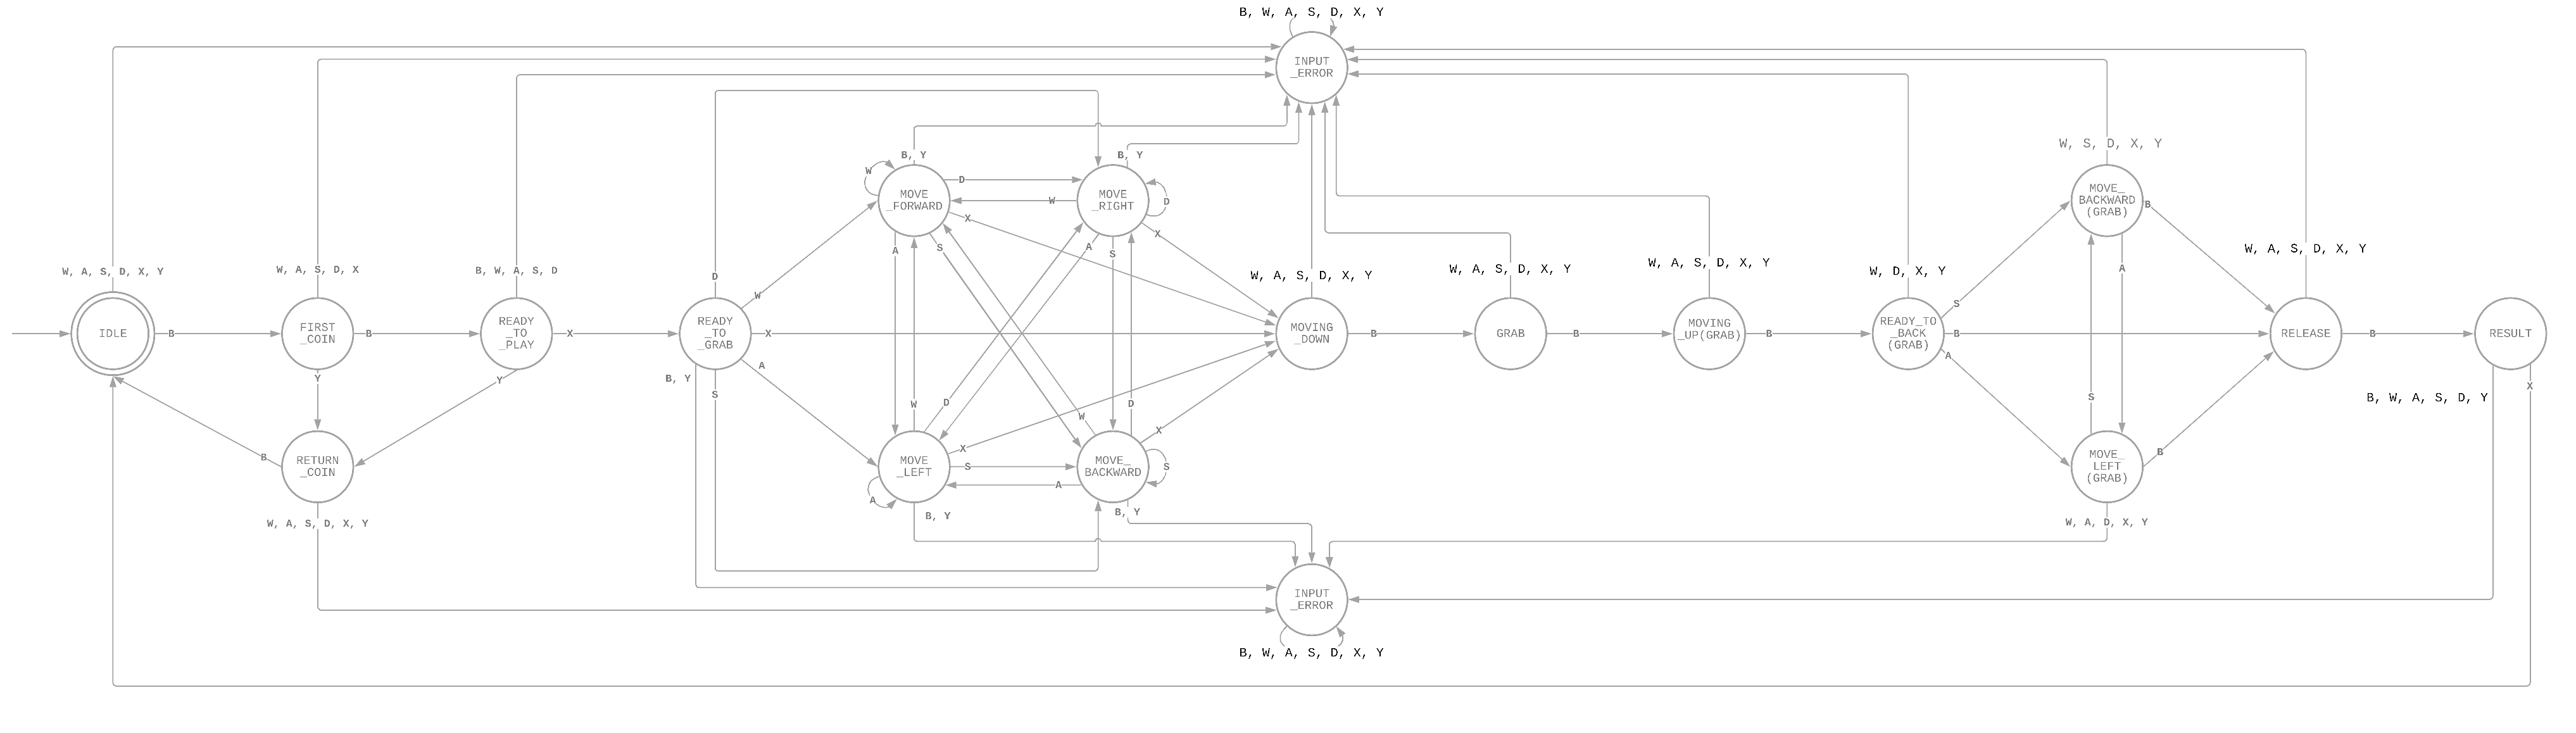 B, W, A, S, D, X, Y
INPUT
_ERROR
W, S, D, X, Y
B, Y
B, Y
W
MOVE
_FORWARD
D
W
X
MOVE
_RIGHT
D
X
A
S
A
S
MOVE_
BACKWARD
(GRAB)
B
W, A, S, D, X, Y
W, A, S, D, X
B, W, A, S, D
D
W
W, A, S, D, X, Y
W, A, S, D, X, Y
W, A, S, D, X, Y
W, D, X, Y
A
W, A, S, D, X, Y
IDLE
B
FIRST
_COIN
B
READY
_TO
_PLAY
X
READY
_TO
_GRAB
X
MOVING
_DOWN
B
GRAB
B
MOVING
_UP(GRAB)
B
READY_TO
_BACK
(GRAB)
S
B
A
RELEASE
B
RESULT
Y
Y
B, Y
S
A
W
D
W
D
S
X
B, W, A, S, D, Y
B
RETURN
_COIN
MOVE
_LEFT
A
X
S
A
MOVE_
BACKWARD
X
S
MOVE_
LEFT
(GRAB)
B
W, A, S, D, X, Y
B, Y
B, Y
W, A, D, X, Y
INPUT
_ERROR
B, W, A, S, D, X, Y